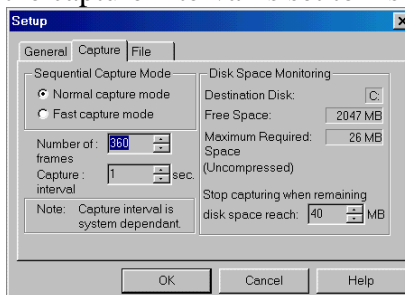 Setup
General Capture File
Sequential Capture Mode
Normal capture mode
Fast capture mode
Number of : 360
frames
Capture : 1 sec.
interval
Note: Capture interval is
system dependant.
Disk Space Monitoring
Destination Disk: C:
Free Space: 2047 MB
Maximum Required: 26 MB
Space
(Uncompressed)
Stop capturing when remaining
disk space reach: 40 MB
OK Cancel Help